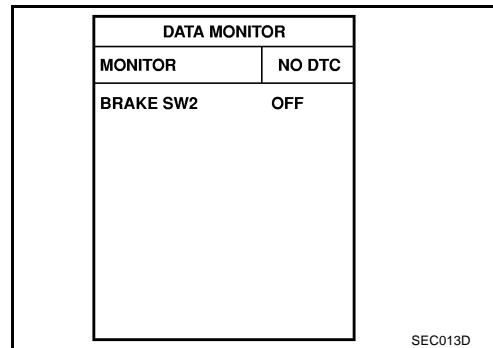 DATA MONITOR
MONITOR NO DTC
BRAKE SW2 OFF
SEC013D